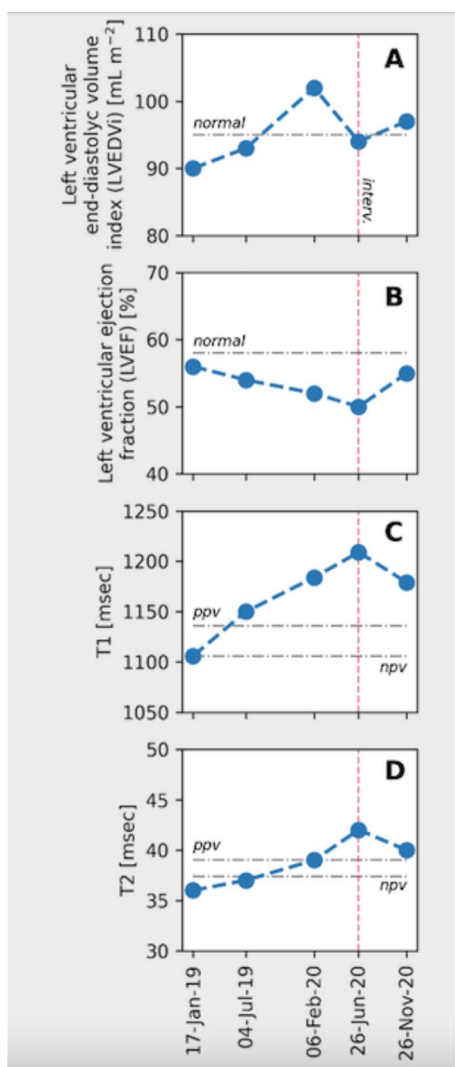 Left ventricular
end-diastolyc volume
index (LVEDVi) [mL m⁻²]
110
100
90
80
A
normal
interv.
Left ventricular ejection
fraction (LVEF) [%]
70
60
50
40
B
normal
T1 [msec]
1250
1200
1150
1100
1050
C
ppv
npv
T2 [msec]
50
45
40
35
30
D
ppv
npv
17-Jan-19
04-Jul-19
06-Feb-20
26-Jun-20
26-Nov-20